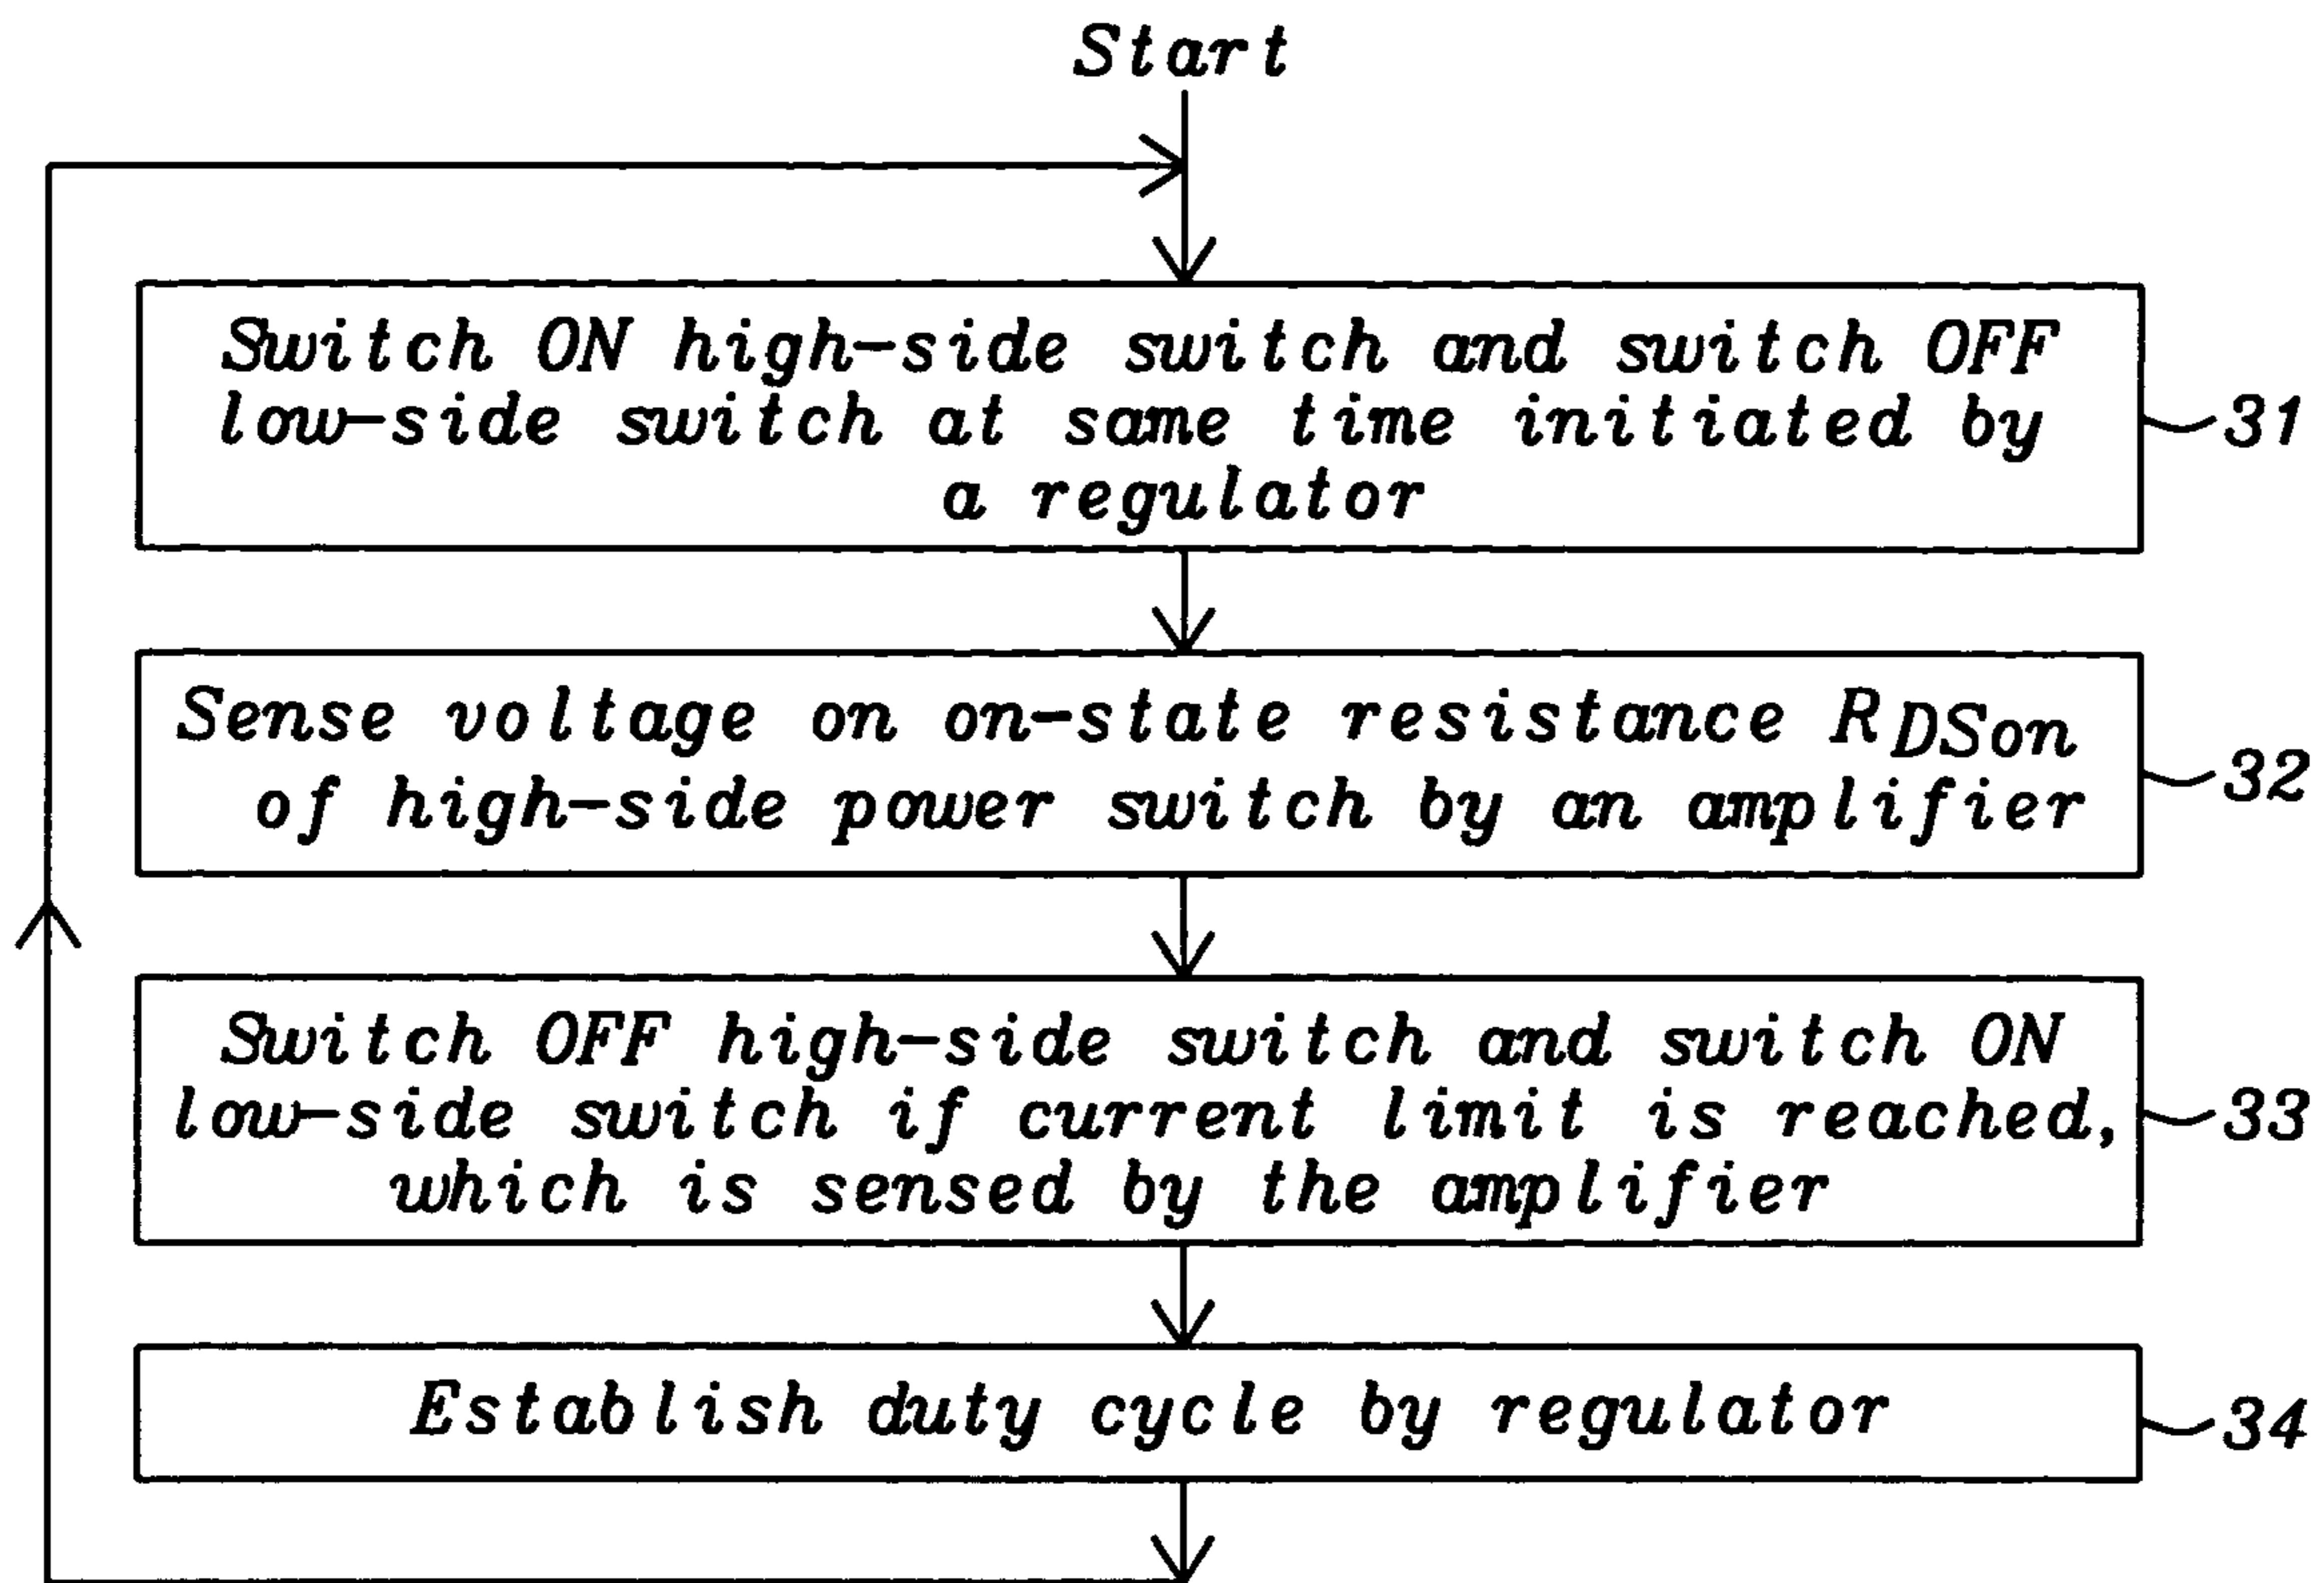 Start
Switch ON high-side switch and switch OFF
low-side switch at same time initiated by
a regulator
31
Sense voltage on on-state resistance RDSon
of high-side power switch by an amplifier
32
Switch OFF high-side switch and switch ON
low-side switch if current limit is reached,
which is sensed by the amplifier
33
Establish duty cycle by regulator
34